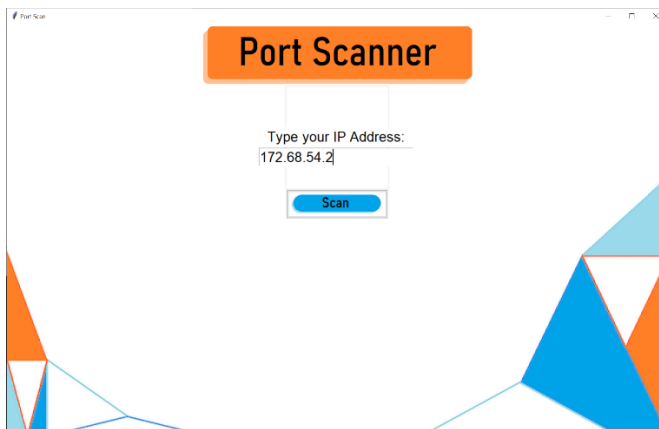 Port Scan
Port Scanner
Type your IP Address:
172.68.54.2
Scan